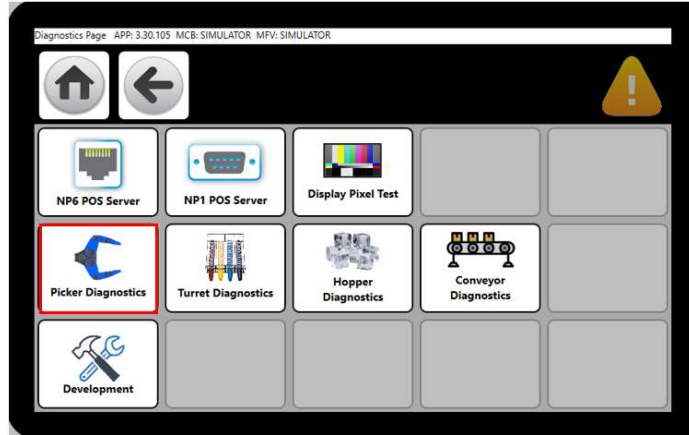 Diagnostics Page APP: 3.30.105 MCB: SIMULATOR MFV: SIMULATOR
NP6 POS Server
NP1 POS Server
Display Pixel Test
Picker Diagnostics
Turret Diagnostics
Hopper
Diagnostics
Conveyor
Diagnostics
Development